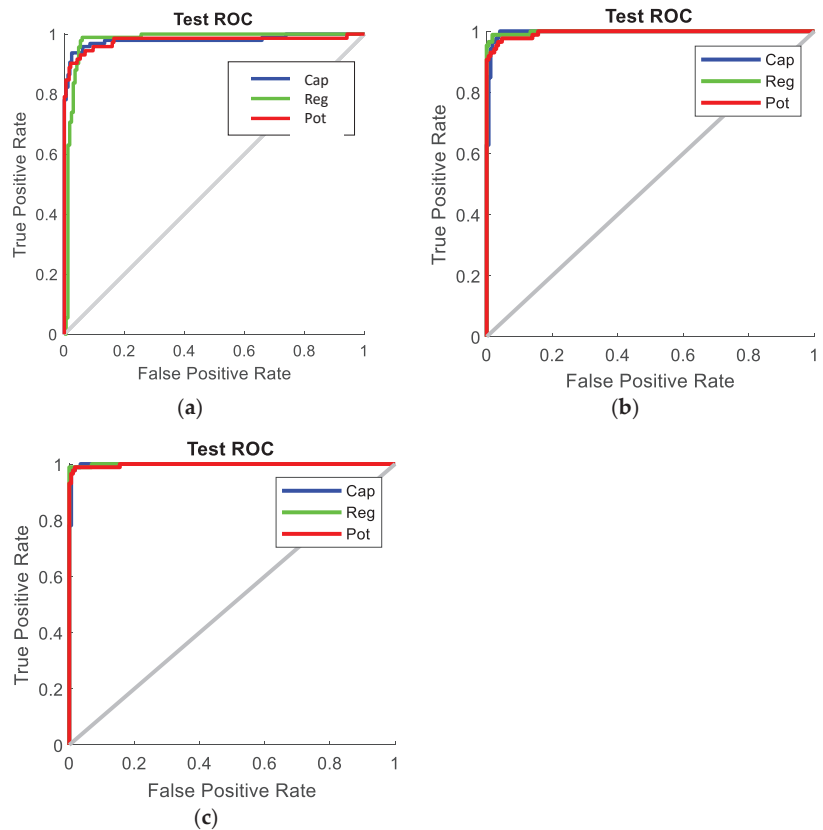 Test ROC
1
0.8
0.6
0.4
0.2
0
0 0.2 0.4 0.6 0.8 1
True Positive Rate
False Positive Rate
Cap
Reg
Pot
(a)
Test ROC
1
0.8
0.6
0.4
0.2
0
0 0.2 0.4 0.6 0.8 1
True Positive Rate
False Positive Rate
Cap
Reg
Pot
(b)
Test ROC
1
0.8
0.6
0.4
0.2
0
0 0.2 0.4 0.6 0.8 1
True Positive Rate
False Positive Rate
Cap
Reg
Pot
(c)